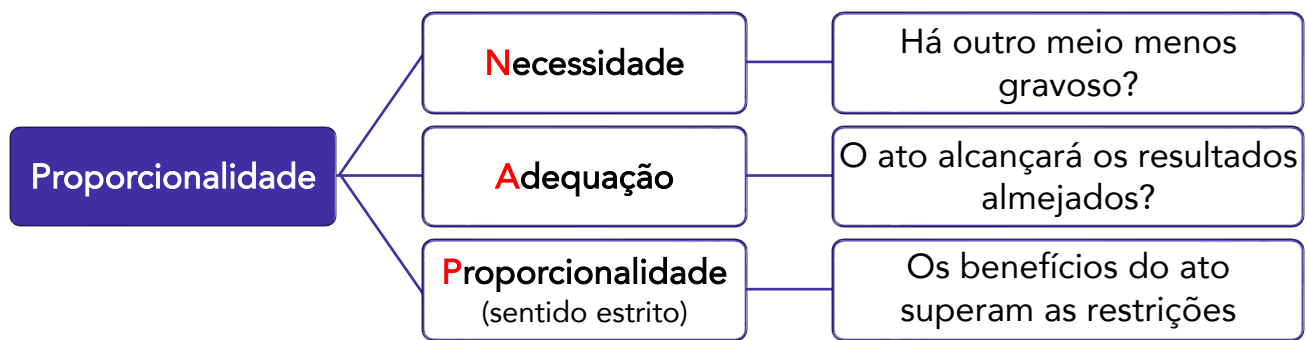 Proporcionalidade
Necessidade
Há outro meio menos
gravoso?
Adequação
O ato alcançará os resultados
almejados?
Proporcionalidade
(sentido estrito)
Os benefícios do ato
superam as restrições